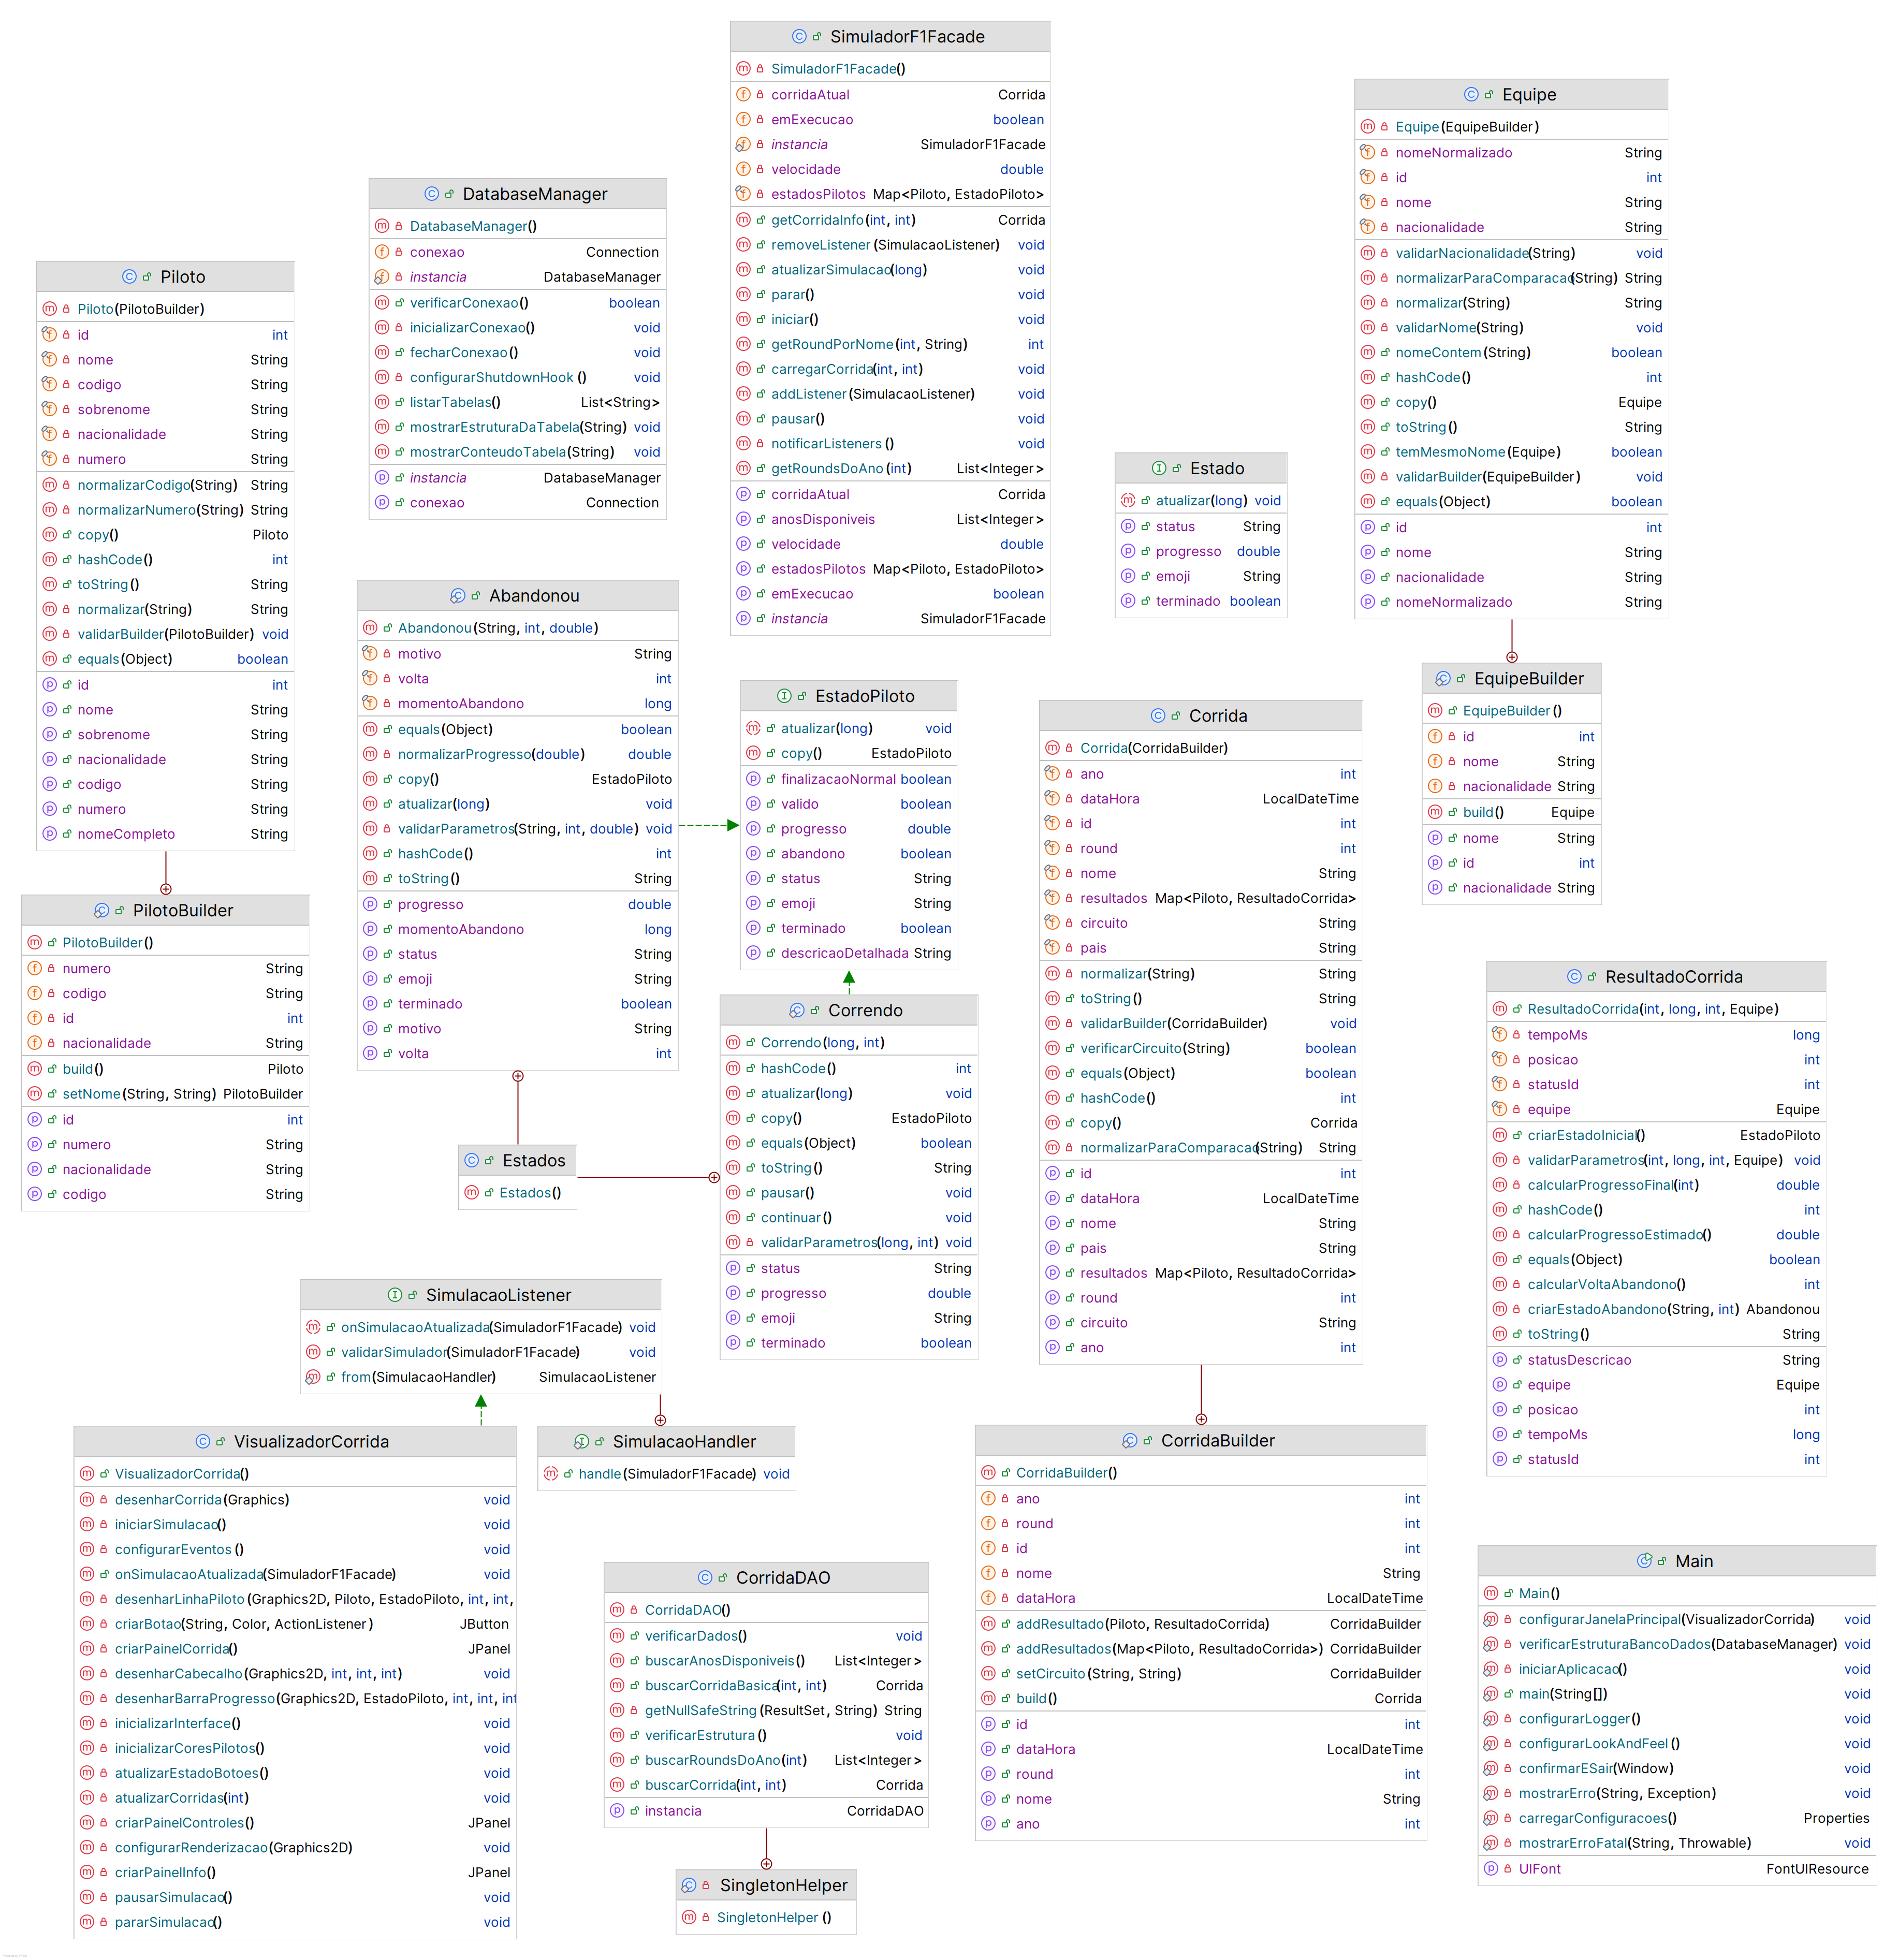 SimuladorF1Facade
SimuladorF1Facade()
corridaAtual Corrida
emExecucao boolean
instancia SimuladorF1Facade
velocidade double
estadosPilotos Map<Piloto, EstadoPiloto>
getCorridaInfo(int, int) Corrida
removeListener(SimulacaoListener) void
atualizarSimulacao(long) void
parar() void
iniciar() void
getRoundPorNome(int, String) int
carregarCorrida(int, int) void
addListener(SimulacaoListener) void
pausar() void
notificarListeners() void
getRoundsDoAno(int) List<Integer>
corridaAtual Corrida
anosDisponiveis List<Integer>
velocidade double
estadosPilotos Map<Piloto, EstadoPiloto>
emExecucao boolean
instancia SimuladorF1Facade
Equipe
Equipe(EquipeBuilder)
nomeNormalizado String
id int
nome String
nacionalidade String
validarNacionalidade(String) void
normalizarParaComparacao(String) String
normalizar(String) String
validarNome(String) void
nomeContem(String) boolean
hashCode() int
copy() Equipe
toString() String
temMesmoNome(Equipe) boolean
validarBuilder(EquipeBuilder) void
equals(Object) boolean
id int
nome String
nacionalidade String
nomeNormalizado String
DatabaseManager
DatabaseManager()
conexao Connection
instancia DatabaseManager
verificarConexao() boolean
inicializarConexao() void
fecharConexao() void
configurarShutdownHook() void
listarTabelas() List<String>
mostrarEstruturaDaTabela(String) void
mostrarConteudoTabela(String) void
instancia DatabaseManager
conexao Connection
Piloto
Piloto(PilotoBuilder)
id int
nome String
codigo String
sobrenome String
nacionalidade String
numero String
normalizarCodigo(String) String
normalizarNumero(String) String
copy() Piloto
hashCode() int
toString() String
normalizar(String) String
validarBuilder(PilotoBuilder) void
equals(Object) boolean
id int
nome String
sobrenome String
nacionalidade String
codigo String
numero String
nomeCompleto String
Estado
atualizar(long) void
status String
progresso double
emoji String
terminado boolean
Abandonou
Abandonou(String, int, double)
motivo String
volta int
momentoAbandono long
equals(Object) boolean
normalizarProgresso(double) double
copy() EstadoPiloto
atualizar(long) void
validarParametros(String, int, double) void
hashCode() int
toString() String
progresso double
momentoAbandono long
status String
emoji String
terminado boolean
motivo String
volta int
EstadoPiloto
atualizar(long) void
copy() EstadoPiloto
finalizacaoNormal boolean
valido boolean
progresso double
abandono boolean
status String
emoji String
terminado boolean
descricaoDetalhada String
EquipeBuilder
EquipeBuilder()
id int
nome String
nacionalidade String
build() Equipe
nome String
id int
nacionalidade String
Corrida
Corrida(CorridaBuilder)
ano int
dataHora LocalDateTime
id int
round int
nome String
resultados Map<Piloto, ResultadoCorrida>
circuito String
pais String
normalizar(String) String
toString() String
validarBuilder(CorridaBuilder) void
verificarCircuito(String) boolean
equals(Object) boolean
hashCode() int
copy() Corrida
normalizarParaComparacao(String) String
id int
dataHora LocalDateTime
nome String
pais String
resultados Map<Piloto, ResultadoCorrida>
round int
circuito String
ano int
PilotoBuilder
PilotoBuilder()
numero String
codigo String
id int
nacionalidade String
build() Piloto
setNome(String, String) PilotoBuilder
id int
numero String
nacionalidade String
codigo String
ResultadoCorrida
ResultadoCorrida(int, long, int, Equipe)
tempoMs long
posicao int
statusId int
equipe Equipe
criarEstadoInicial() EstadoPiloto
validarParametros(int, long, int, Equipe) void
calcularProgressoFinal(int) double
hashCode() int
calcularProgressoEstimado() double
equals(Object) boolean
calcularVoltaAbandono() int
criarEstadoAbandono(String, int) Abandonou
toString() String
statusDescricao String
equipe Equipe
posicao int
tempoMs long
statusId int
Correndo
Correndo(long, int)
hashCode() int
atualizar(long) void
copy() EstadoPiloto
equals(Object) boolean
toString() String
pausar() void
continuar() void
validarParametros(long, int) void
status String
progresso double
emoji String
terminado boolean
Estados
Estados()
SimulacaoListener
onSimulacaoAtualizada(SimuladorF1Facade) void
validarSimulador(SimuladorF1Facade) void
from(SimulacaoHandler) SimulacaoListener
VisualizadorCorrida
VisualizadorCorrida()
desenharCorrida(Graphics) void
iniciarSimulacao() void
configurarEventos() void
onSimulacaoAtualizada(SimuladorF1Facade) void
desenharLinhaPiloto(Graphics2D, Piloto, EstadoPiloto, int, int,
criarBotao(String, Color, ActionListener) JButton
criarPainelCorrida() JPanel
desenharCabecalho(Graphics2D, int, int, int) void
desenharBarraProgresso(Graphics2D, EstadoPiloto, int, int, int
inicializarInterface() void
inicializarCoresPilotos() void
atualizarEstadoBotoes() void
atualizarCorridas(int) void
criarPainelControles() JPanel
configurarRenderizacao(Graphics2D) void
criarPainelInfo() JPanel
pausarSimulacao() void
pararSimulacao() void
SimulacaoHandler
handle(SimuladorF1Facade) void
CorridaBuilder
CorridaBuilder()
ano int
round int
id int
nome String
dataHora LocalDateTime
addResultado(Piloto, ResultadoCorrida) CorridaBuilder
addResultados(Map<Piloto, ResultadoCorrida>) CorridaBuilder
setCircuito(String, String) CorridaBuilder
build() Corrida
id int
dataHora LocalDateTime
round int
nome String
ano int
CorridaDAO
CorridaDAO()
verificarDados() void
buscarAnosDisponiveis() List<Integer>
buscarCorridaBasica(int, int) Corrida
getNullSafeString(ResultSet, String) String
verificarEstrutura() void
buscarRoundsDoAno(int) List<Integer>
buscarCorrida(int, int) Corrida
instancia CorridaDAO
SingletonHelper
SingletonHelper()
Main
Main()
configurarJanelaPrincipal(VisualizadorCorrida) void
verificarEstruturaBancoDados(DatabaseManager) void
iniciarAplicacao() void
main(String[]) void
configurarLogger() void
configurarLookAndFeel() void
confirmarESair(Window) void
mostrarErro(String, Exception) void
carregarConfiguracoes() Properties
mostrarErroFatal(String, Throwable) void
UIFont FontUIResource